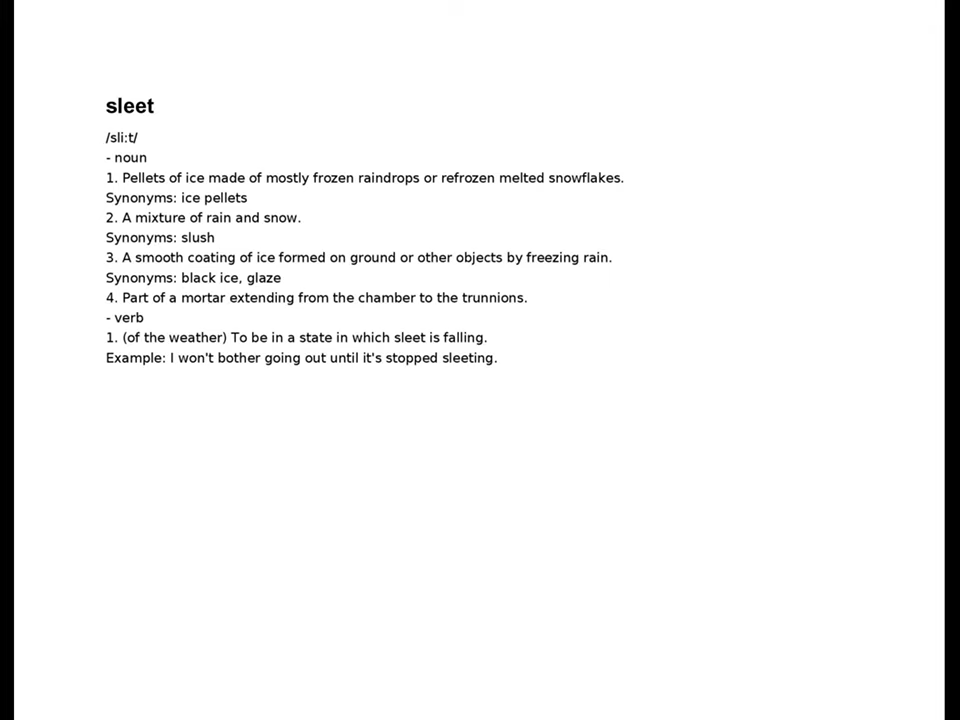 sleet
/sliːt/
- noun
1. Pellets of ice made of mostly frozen raindrops or refrozen melted snowflakes.
Synonyms: ice pellets
2. A mixture of rain and snow.
Synonyms: slush
3. A smooth coating of ice formed on ground or other objects by freezing rain.
Synonyms: black ice, glaze
4. Part of a mortar extending from the chamber to the trunnions.
- verb
1. (of the weather) To be in a state in which sleet is falling.
Example: I won't bother going out until it's stopped sleeting.